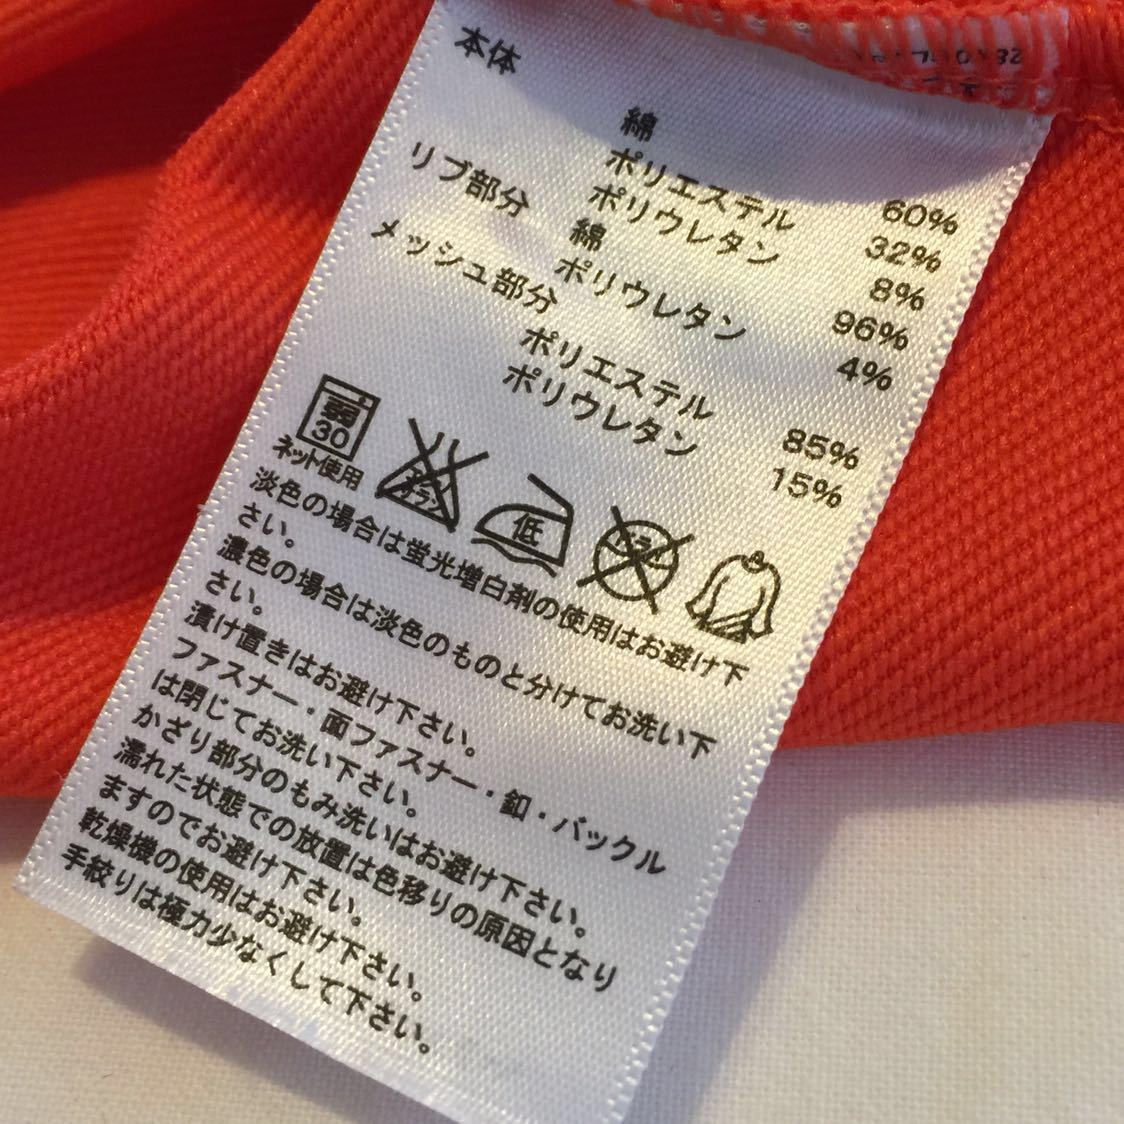 本体
綿 60%
ポリエステル 32%
ポリウレタン 8%
リブ部分
綿 96%
ポリウレタン 4%
メッシュ部分
ポリエステル 85%
ポリウレタン 15%
弱
30
ネット使用
低
淡色の場合は蛍光増白剤の使用はお避け下
さい。
濃色の場合は淡色のものと分けてお洗い下
さい。
漬け置きはお避け下さい。
ファスナー・面ファスナー・釦・バックル
は閉じてお洗い下さい。
かざり部分のもみ洗いはお避け下さい。
濡れた状態での放置は色移りの原因となり
ますのでお避け下さい。
乾燥機の使用はお避け下さい。
手絞りは極力少なくして下さい。